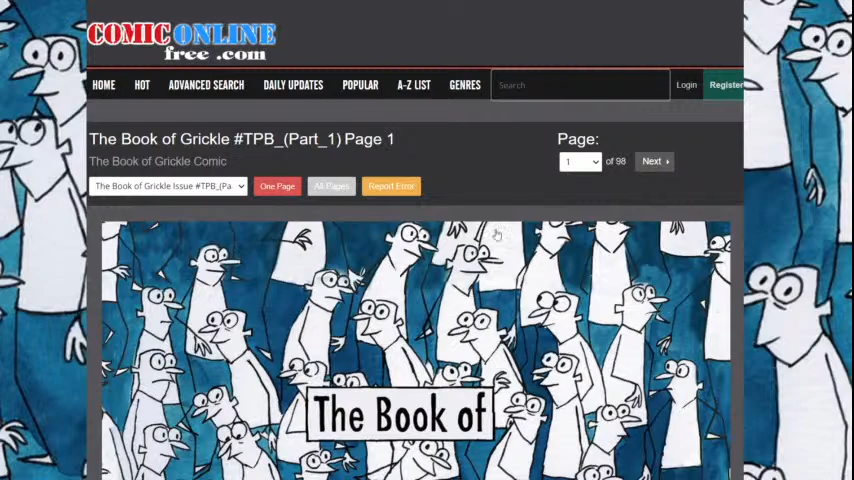 COMIC ONLINE
free .com
HOME HOT ADVANCED SEARCH DAILY UPDATES POPULAR A-Z LIST GENRES Search Login Register
The Book of Grickle #TPB_(Part_1) Page 1
Page:
The Book of Grickle Comic
1 of 98 Next
The Book of Grickle Issue #TPB_(Pa One Page All Pages Report Error
The Book of